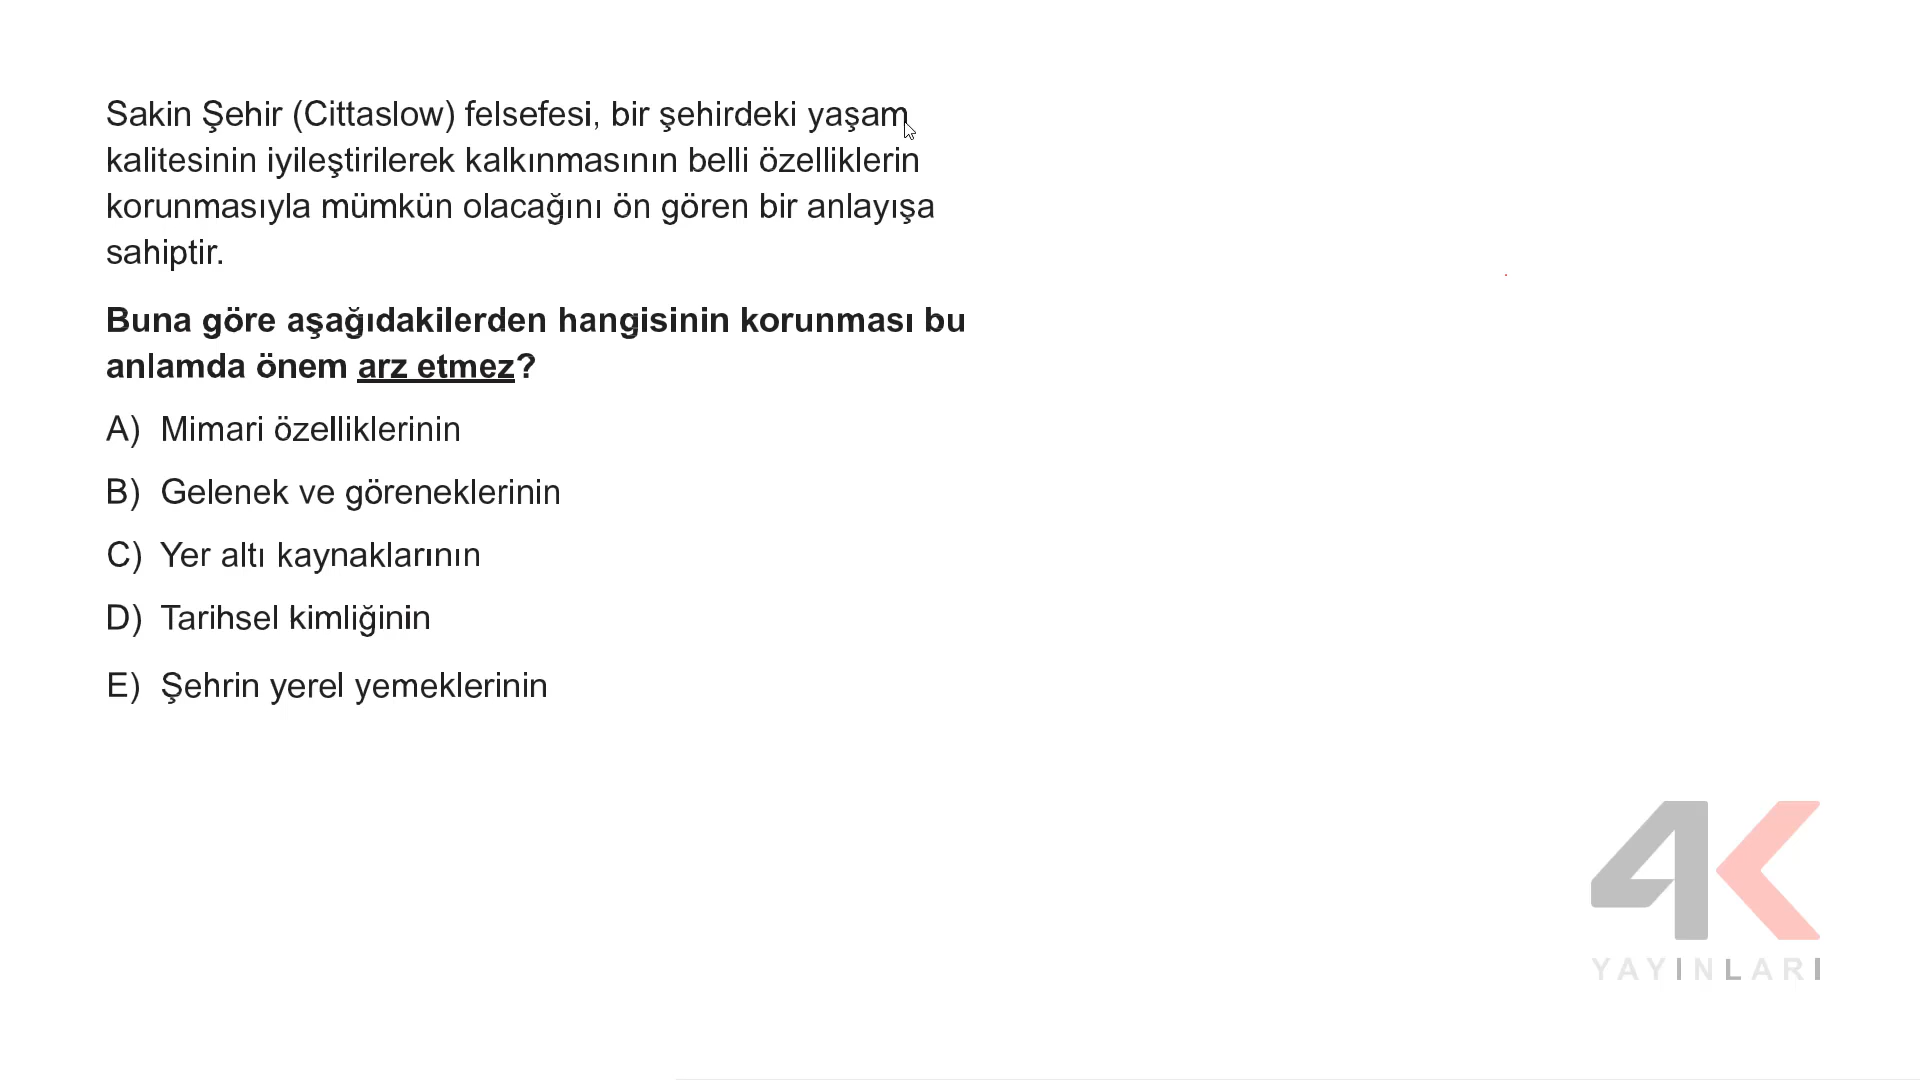 Sakin Şehir (Cittaslow) felsefesi, bir şehirdeki yaşam
kalitesinin iyileştirilerek kalkınmasının belli özelliklerin
korunmasıyla mümkün olacağını ön gören bir anlayışa
sahiptir.
Buna göre aşağıdakilerden hangisinin korunması bu
anlamda önem arz etmez?
A) Mimari özelliklerinin
B) Gelenek ve göreneklerinin
C) Yer altı kaynaklarının
D) Tarihsel kimliğinin
E) Şehrin yerel yemeklerinin
4K
YAYINLARI